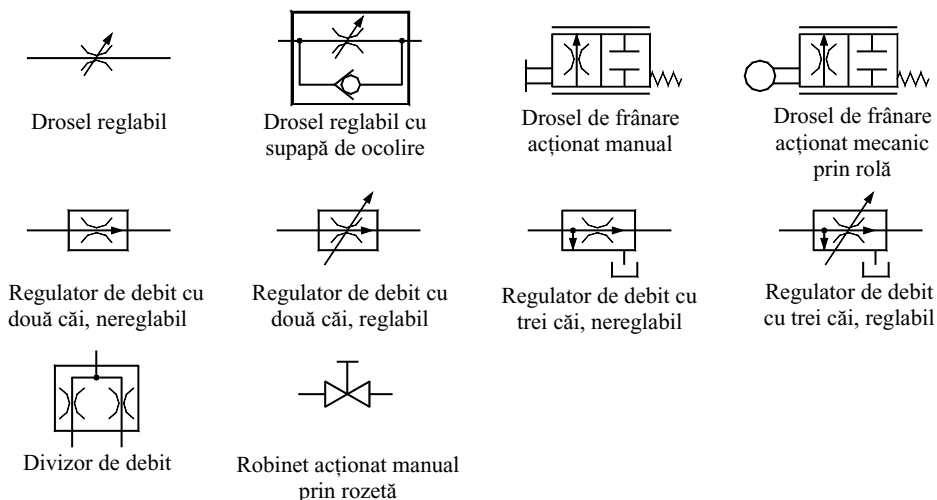 Drosel reglabil
Drosel reglabil cu
supapă de ocolire
Drosel de frânare
acționat manual
Drosel de frânare
acționat mecanic
prin rolă
Regulator de debit cu
două căi, nereglabil
Regulator de debit cu
două căi, reglabil
Regulator de debit cu
trei căi, nereglabil
Regulator de debit
cu trei căi, reglabil
Divizor de debit
Robinet acționat manual
prin rozetă